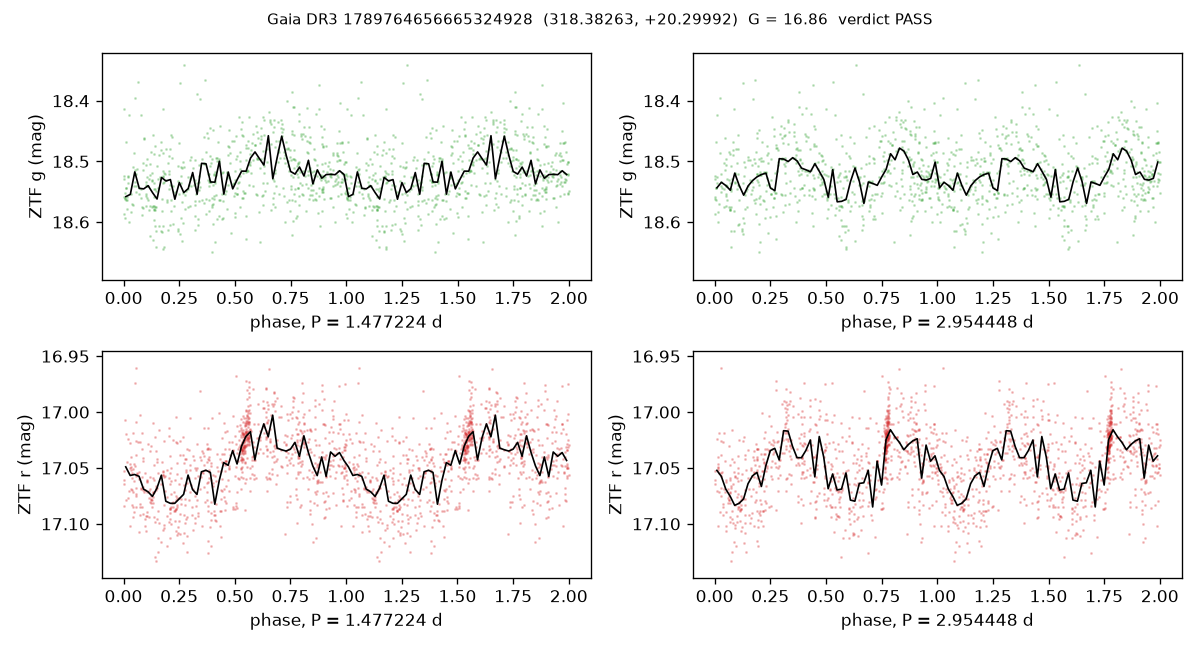 Gaia DR3 1789764656665324928  (318.38263, +20.29992)  G = 16.86  verdict PASS
ZTF g (mag)
18.4
18.5
18.6
0.00 0.25 0.50 0.75 1.00 1.25 1.50 1.75 2.00
phase, P = 1.477224 d
ZTF g (mag)
18.4
18.5
18.6
0.00 0.25 0.50 0.75 1.00 1.25 1.50 1.75 2.00
phase, P = 2.954448 d
ZTF r (mag)
16.95
17.00
17.05
17.10
0.00 0.25 0.50 0.75 1.00 1.25 1.50 1.75 2.00
phase, P = 1.477224 d
ZTF r (mag)
16.95
17.00
17.05
17.10
0.00 0.25 0.50 0.75 1.00 1.25 1.50 1.75 2.00
phase, P = 2.954448 d